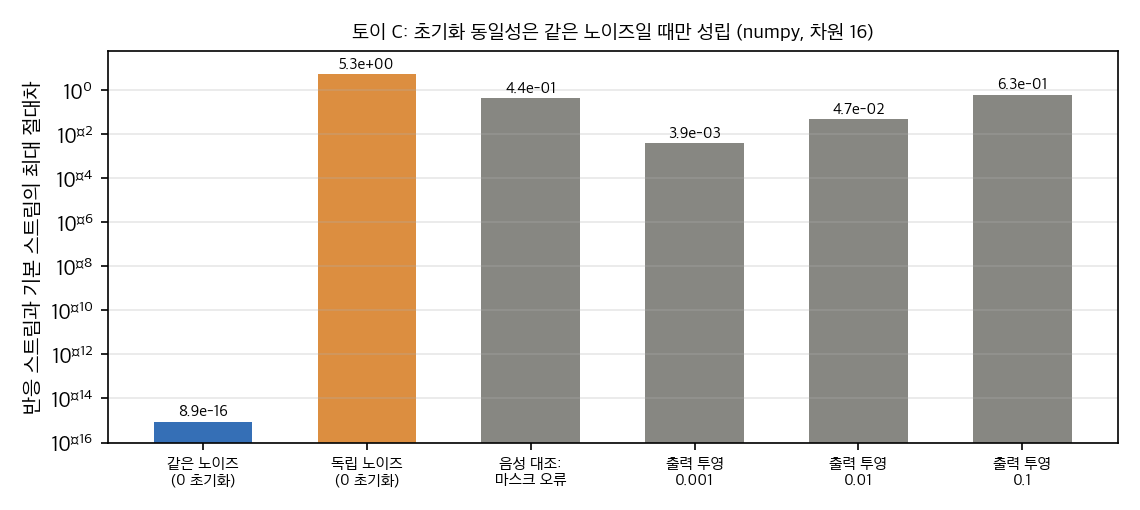 토이 C: 초기화 동일성은 같은 노이즈일 때만 성립 (numpy, 차원 16)
반응 스트림과 기본 스트림의 최대 절대차
10⁰
10¤²
10¤⁴
10¤⁶
10¤⁸
10¤¹⁰
10¤¹²
10¤¹⁴
10¤¹⁶
8.9e-16
5.3e+00
4.4e-01
3.9e-03
4.7e-02
6.3e-01
같은 노이즈
(0 초기화)
독립 노이즈
(0 초기화)
음성 대조:
마스크 오류
출력 투영
0.001
출력 투영
0.01
출력 투영
0.1